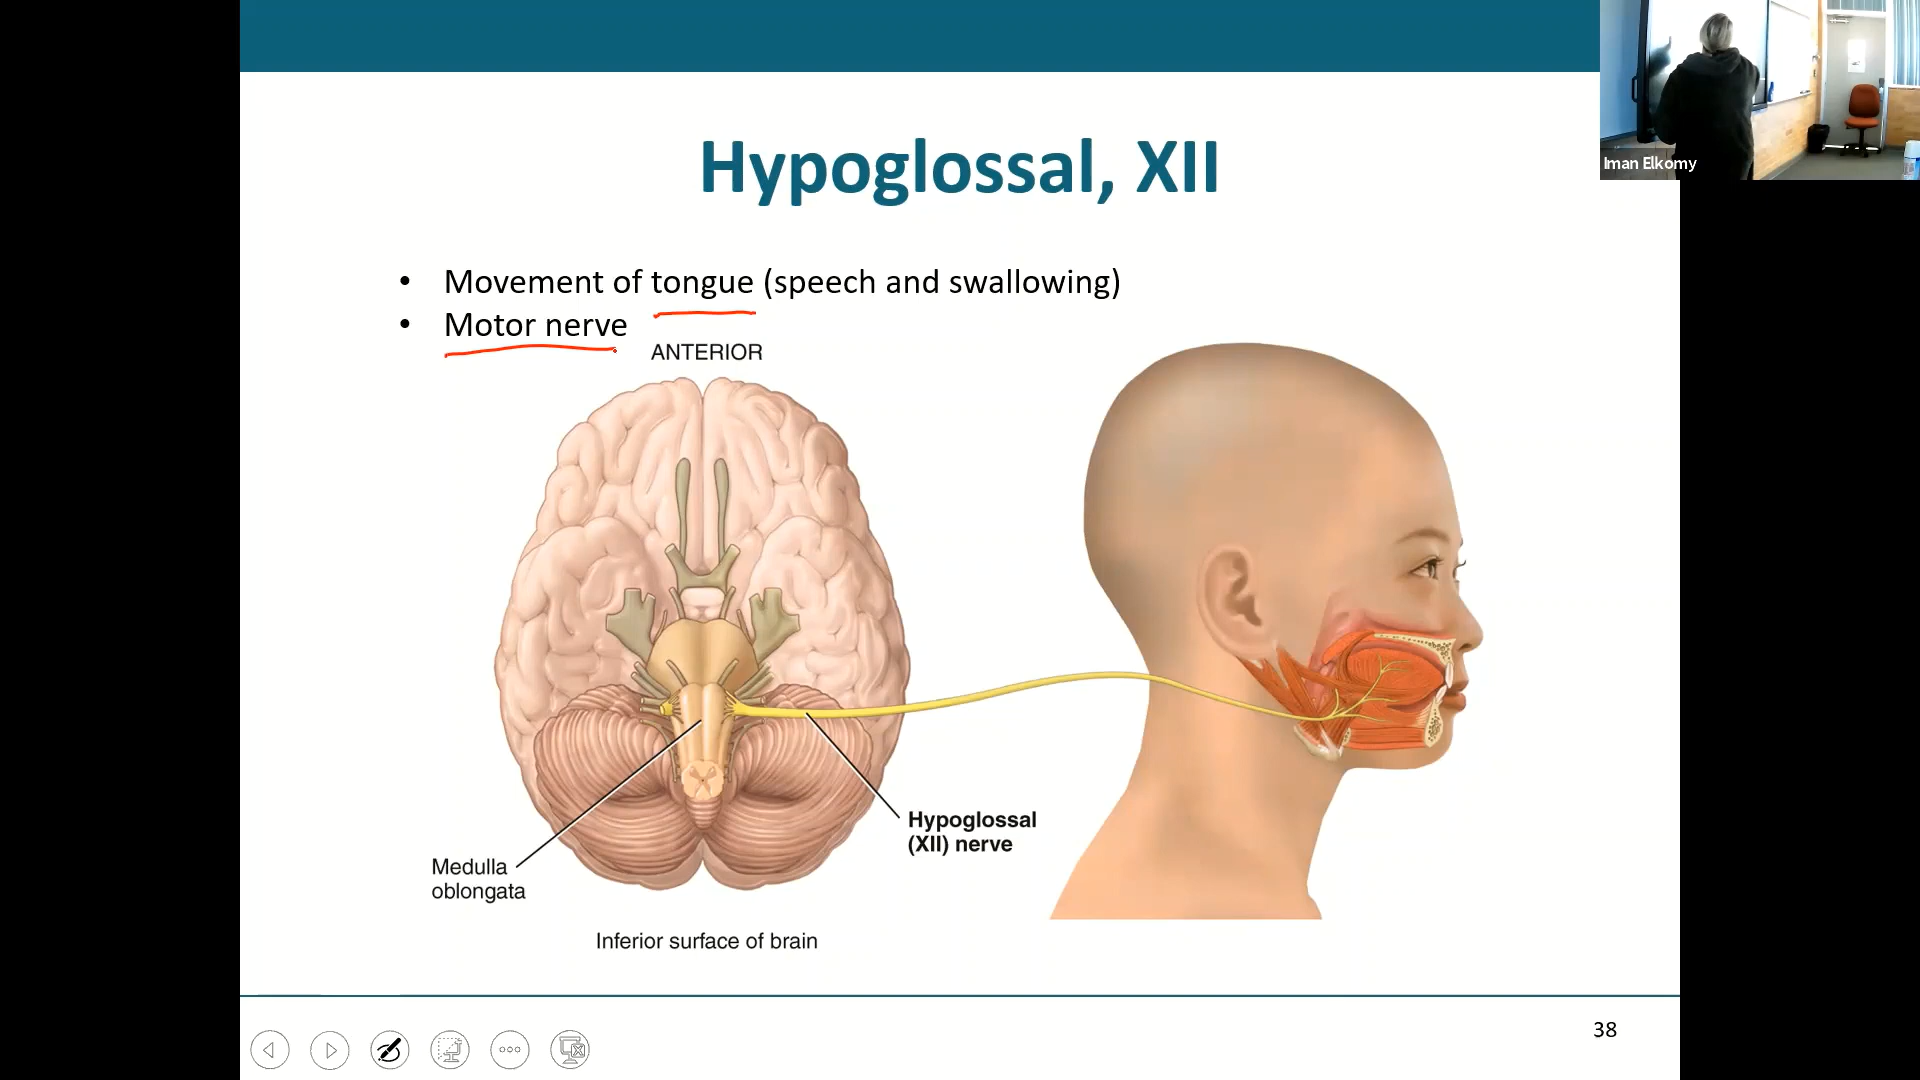 Iman Elkomy
Hypoglossal, XII
• Movement of tongue (speech and swallowing)
• Motor nerve
ANTERIOR
Hypoglossal
(XII) nerve
Medulla
oblongata
Inferior surface of brain
38